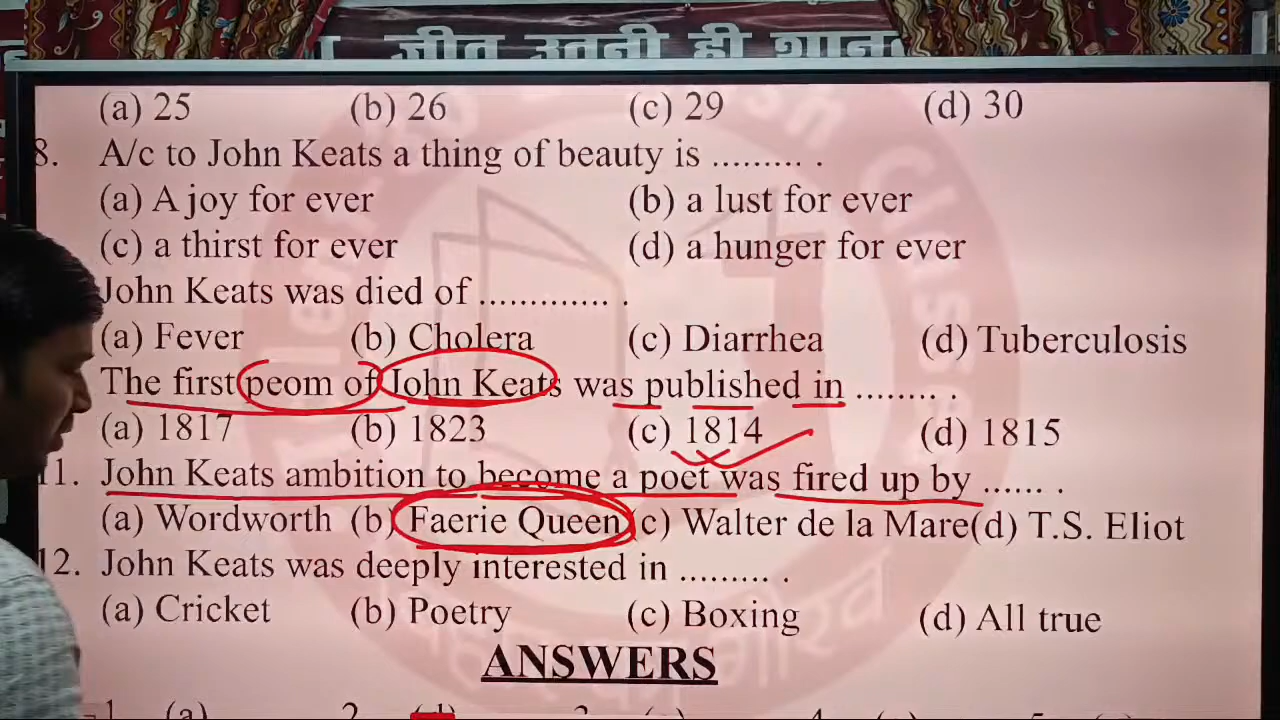 जीत उतनी ही शान
(a) 25 (b) 26 (c) 29 (d) 30
8. A/c to John Keats a thing of beauty is ......... .
(a) A joy for ever (b) a lust for ever
(c) a thirst for ever (d) a hunger for ever
John Keats was died of ............. .
(a) Fever (b) Cholera (c) Diarrhea (d) Tuberculosis
The first peom of John Keats was published in ........ .
(a) 1817 (b) 1823 (c) 1814 (d) 1815
11. John Keats ambition to become a poet was fired up by ...... .
(a) Wordworth (b) Faerie Queen (c) Walter de la Mare(d) T.S. Eliot
12. John Keats was deeply interested in ......... .
(a) Cricket (b) Poetry (c) Boxing (d) All true
ANSWERS